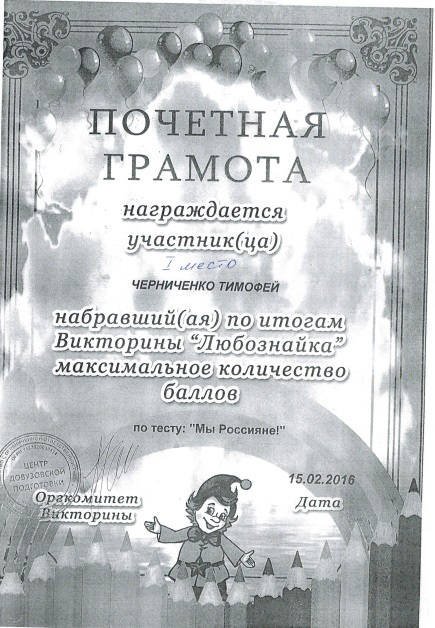 ПОЧЕТНАЯ
ГРАМОТА
награждается
участник(ца)
I место
ЧЕРНИЧЕНКО ТИМОФЕЙ
набравший(ая) по итогам
Викторины “Любознайка”
максимальное количество
баллов
по тесту: "Мы Россияне!"
ЦЕНТР
ДОВУЗОВСКОЙ
ПОДГОТОВКИ
15.02.2016
Оргкомитет
Викторины
Дата